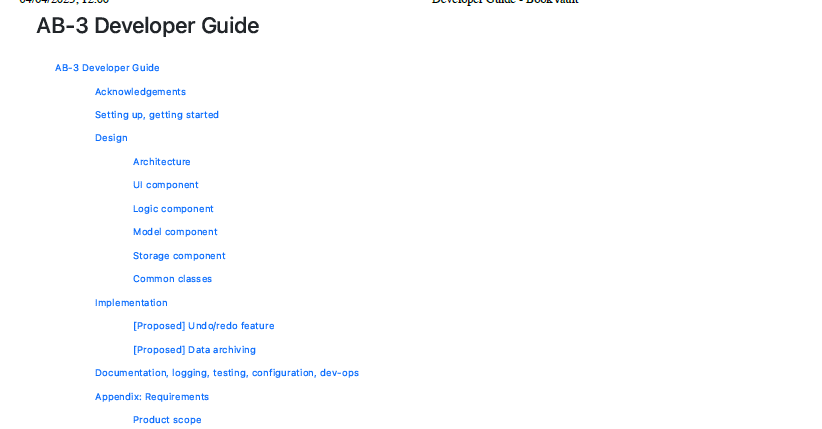 04/04/2025, 12:00 Developer Guide - BookVault
AB-3 Developer Guide
AB-3 Developer Guide
Acknowledgements
Setting up, getting started
Design
Architecture
UI component
Logic component
Model component
Storage component
Common classes
Implementation
[Proposed] Undo/redo feature
[Proposed] Data archiving
Documentation, logging, testing, configuration, dev-ops
Appendix: Requirements
Product scope